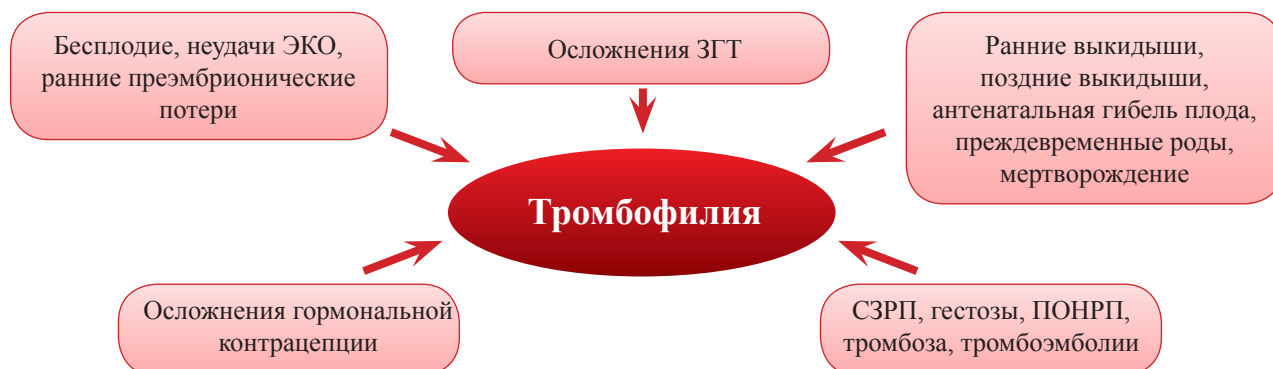 Бесплодие, неудачи ЭКО,
ранние преэмбрионические
потери
Осложнения ЗГТ
Ранние выкидыши,
поздние выкидыши,
антенатальная гибель плода,
преждевременные роды,
мертворождение
Тромбофилия
Осложнения гормональной
контрацепции
СЗРП, гестозы, ПОНРП,
тромбоза, тромбоэмболии